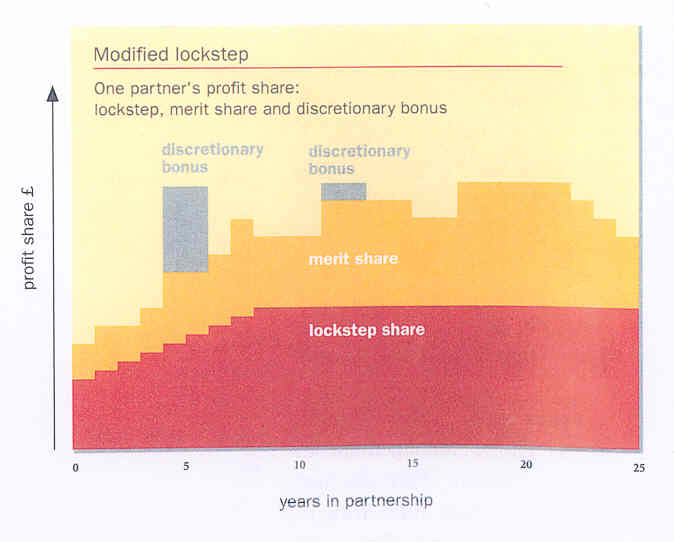 Modified lockstep
One partner's profit share:
lockstep, merit share and discretionary bonus
discretionary
bonus
discretionary
bonus
merit share
lockstep share
profit share £
0 5 10 15 20 25
years in partnership